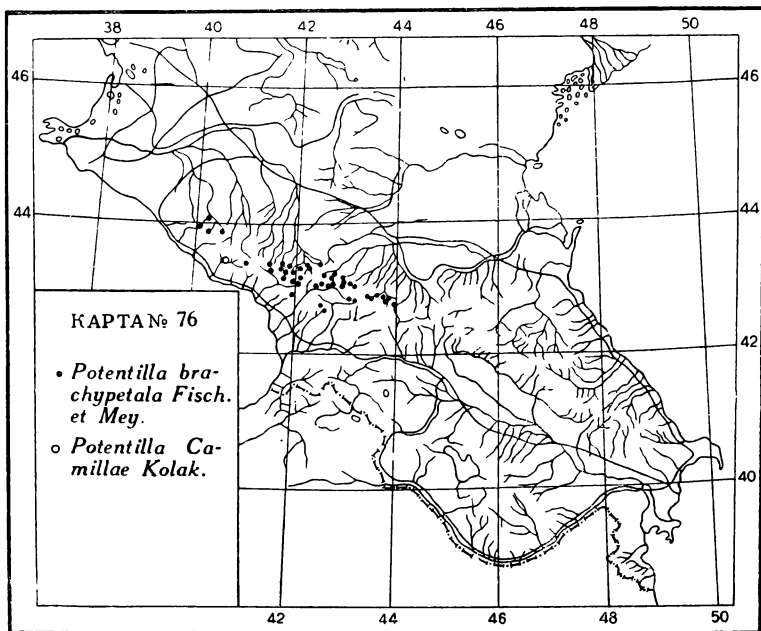 38 40 42 44 46 48 50
46 46
44 44
42
40
КАРТА № 76
• Potentilla bra-
chypetala Fisch.
et Mey.
○ Potentilla Ca-
millae Kolak.
42 44 46 48 50